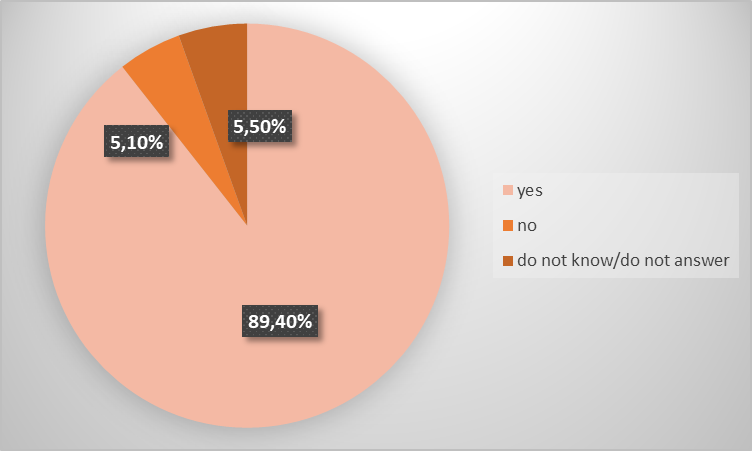 5,50%
5,10%
89,40%
yes
no
do not know/do not answer